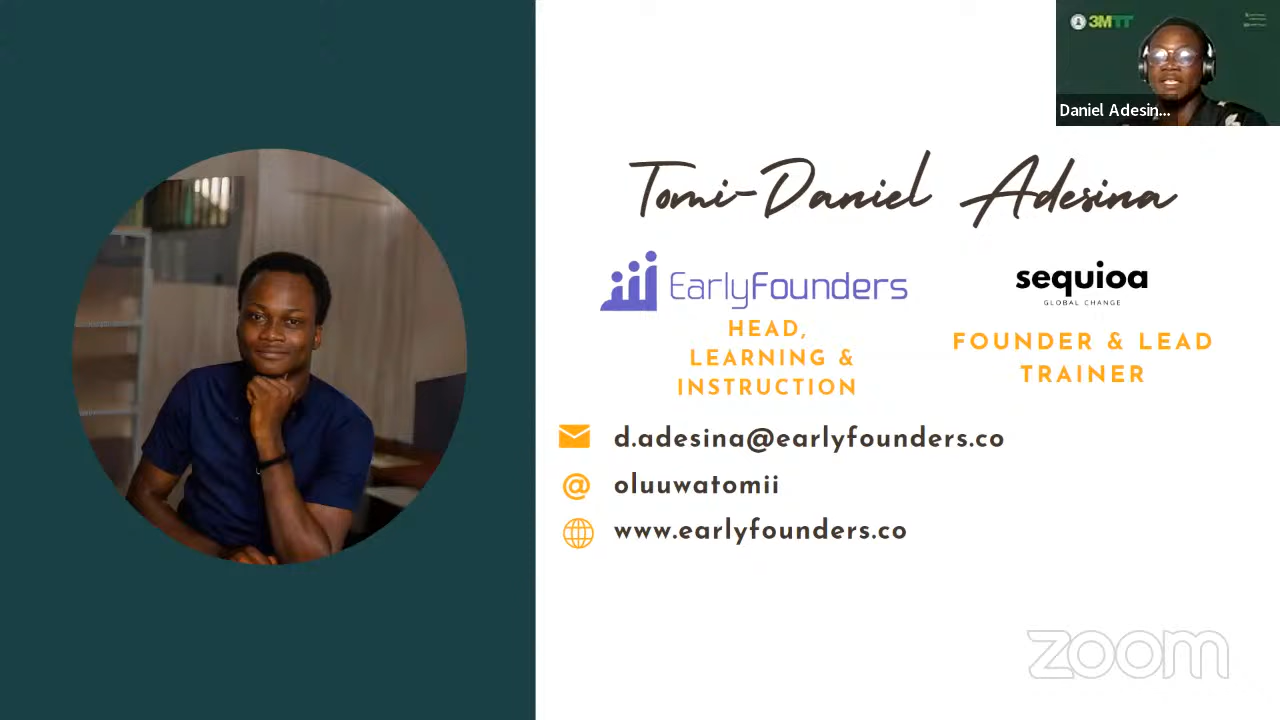 3MTT
Daniel Adesin...
Tomi-Daniel Adesina
EarlyFounders
HEAD,
LEARNING &
INSTRUCTION
sequioa
GLOBAL CHANGE
FOUNDER & LEAD
TRAINER
d.adesina@earlyfounders.co
@ oluuwatomii
www.earlyfounders.co
zoom